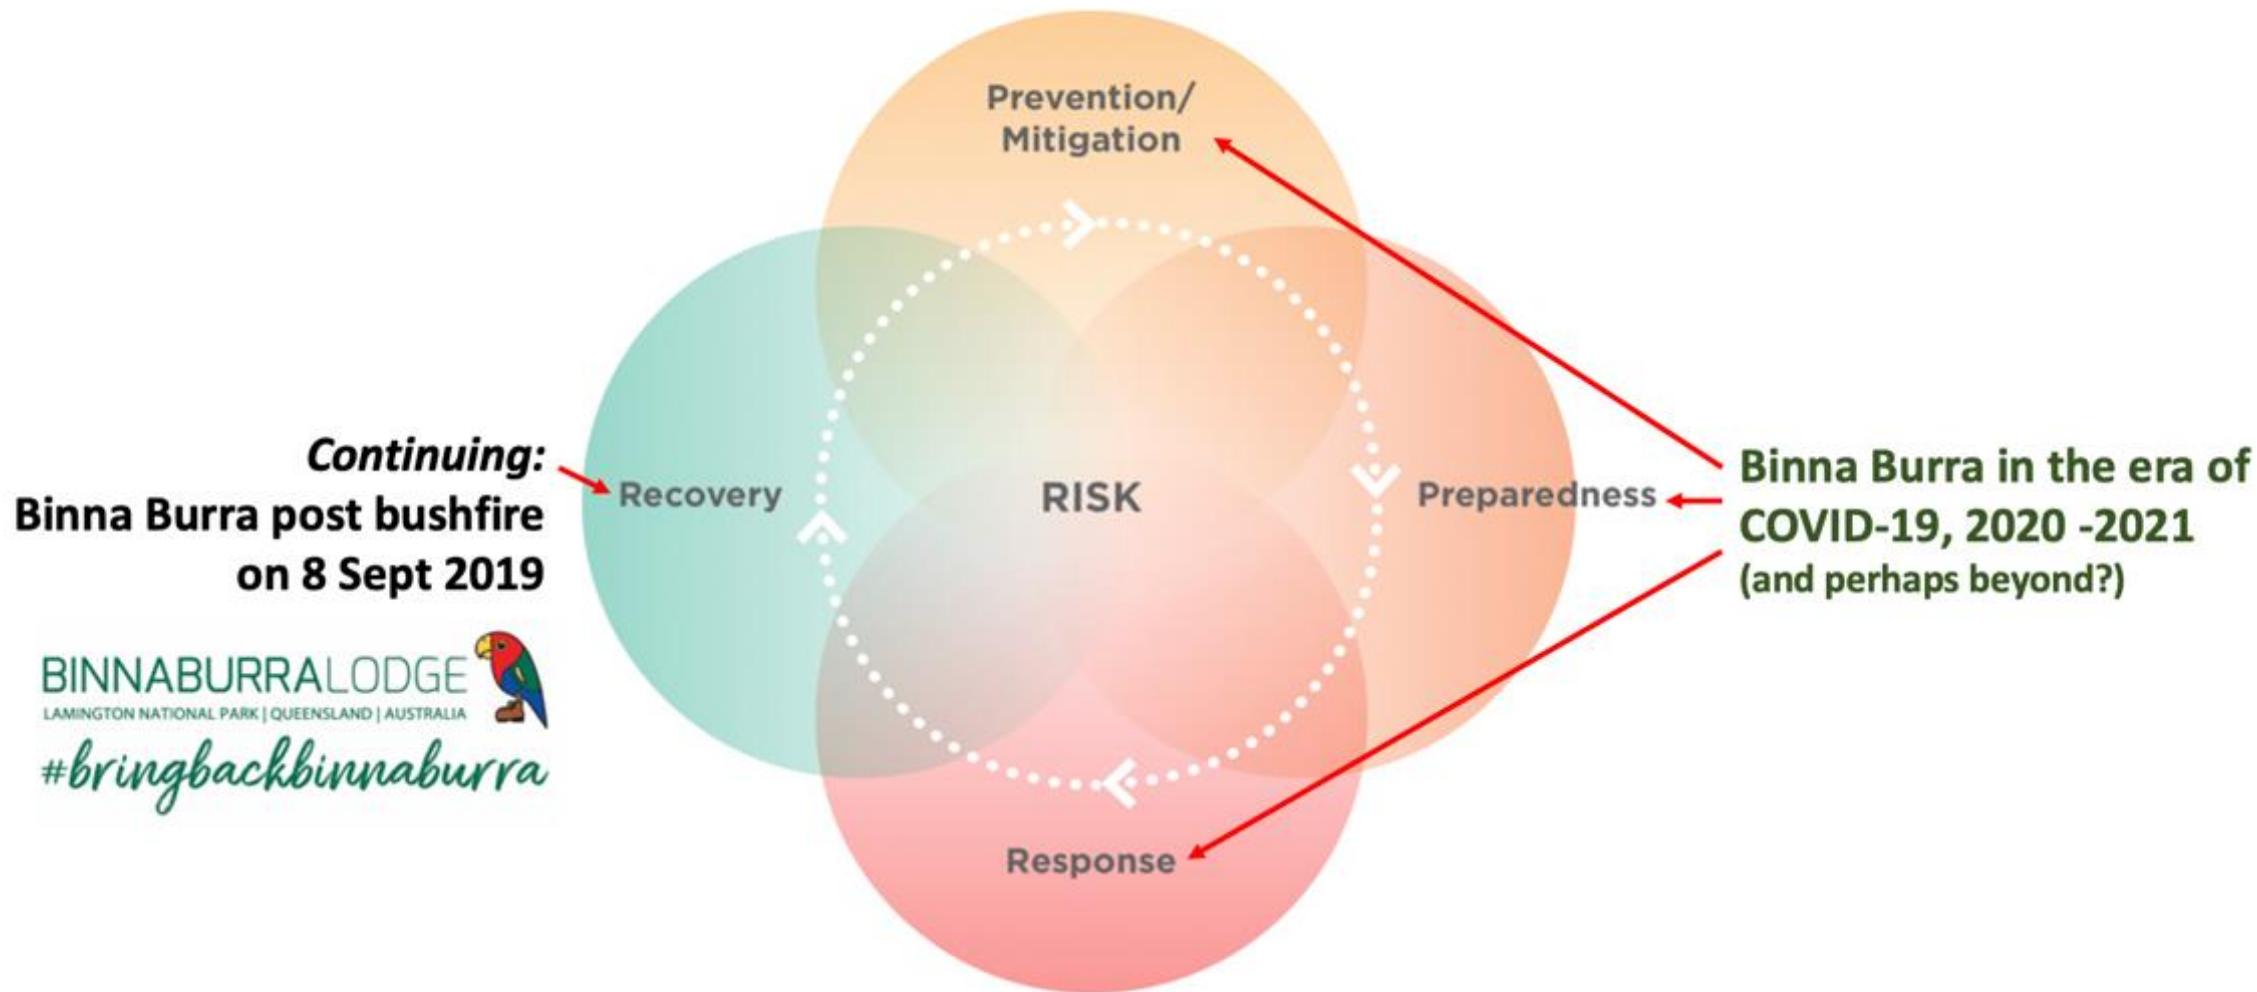 Prevention/
Mitigation
Continuing:
Binna Burra post bushfire
on 8 Sept 2019
Recovery
RISK
Preparedness
Binna Burra in the era of
COVID-19, 2020 -2021
(and perhaps beyond?)
BINNABURRALODGE
LAMINGTON NATIONAL PARK | QUEENSLAND | AUSTRALIA
#bringbackbinnaburra
Response